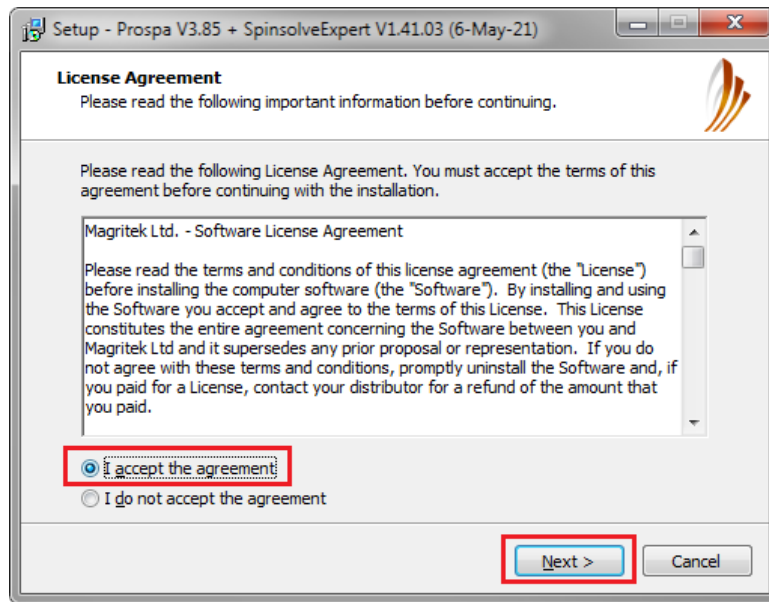 Setup - Prospa V3.85 + SpinsolveExpert V1.41.03 (6-May-21)
License Agreement
Please read the following important information before continuing.
Please read the following License Agreement. You must accept the terms of this
agreement before continuing with the installation.
Magritek Ltd. - Software License Agreement
Please read the terms and conditions of this license agreement (the "License")
before installing the computer software (the "Software").  By installing and using
the Software you accept and agree to the terms of this License.  This License
constitutes the entire agreement concerning the Software between you and
Magritek Ltd and it supersedes any prior proposal or representation.  If you do
not agree with these terms and conditions, promptly uninstall the Software and, if
you paid for a License, contact your distributor for a refund of the amount that
you paid.
I accept the agreement
I do not accept the agreement
Next >
Cancel